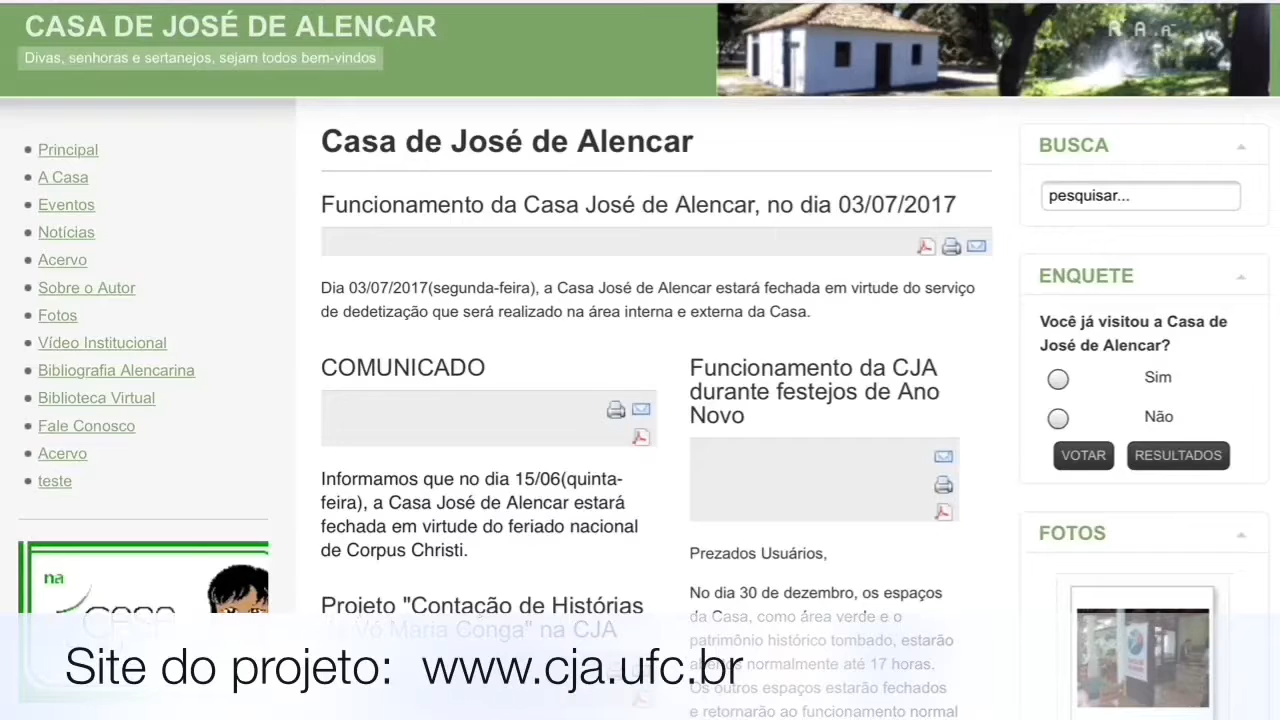 CASA DE JOSÉ DE ALENCAR
Divas, senhoras e sertanejos, sejam todos bem-vindos
R A A
Principal
A Casa
Eventos
Notícias
Acervo
Sobre o Autor
Fotos
Vídeo Institucional
Bibliografia Alencarina
Biblioteca Virtual
Fale Conosco
Acervo
teste
na
casa
Casa de José de Alencar
Funcionamento da Casa José de Alencar, no dia 03/07/2017
Dia 03/07/2017(segunda-feira), a Casa José de Alencar estará fechada em virtude do serviço
de dedetização que será realizado na área interna e externa da Casa.
COMUNICADO
Informamos que no dia 15/06(quinta-
feira), a Casa José de Alencar estará
fechada em virtude do feriado nacional
de Corpus Christi.
Projeto "Contação de Histórias
Vó Maria Conga" na CJA
Funcionamento da CJA
durante festejos de Ano
Novo
Prezados Usuários,
No dia 30 de dezembro, os espaços
da Casa, como área verde e o
patrimônio histórico tombado, estarão
normalmente até 17 horas.
Os outros espaços estarão fechados
e retornarão ao funcionamento normal
BUSCA
pesquisar...
ENQUETE
Você já visitou a Casa de
José de Alencar?
Sim
Não
VOTAR RESULTADOS
FOTOS
Site do projeto: www.cja.ufc.br